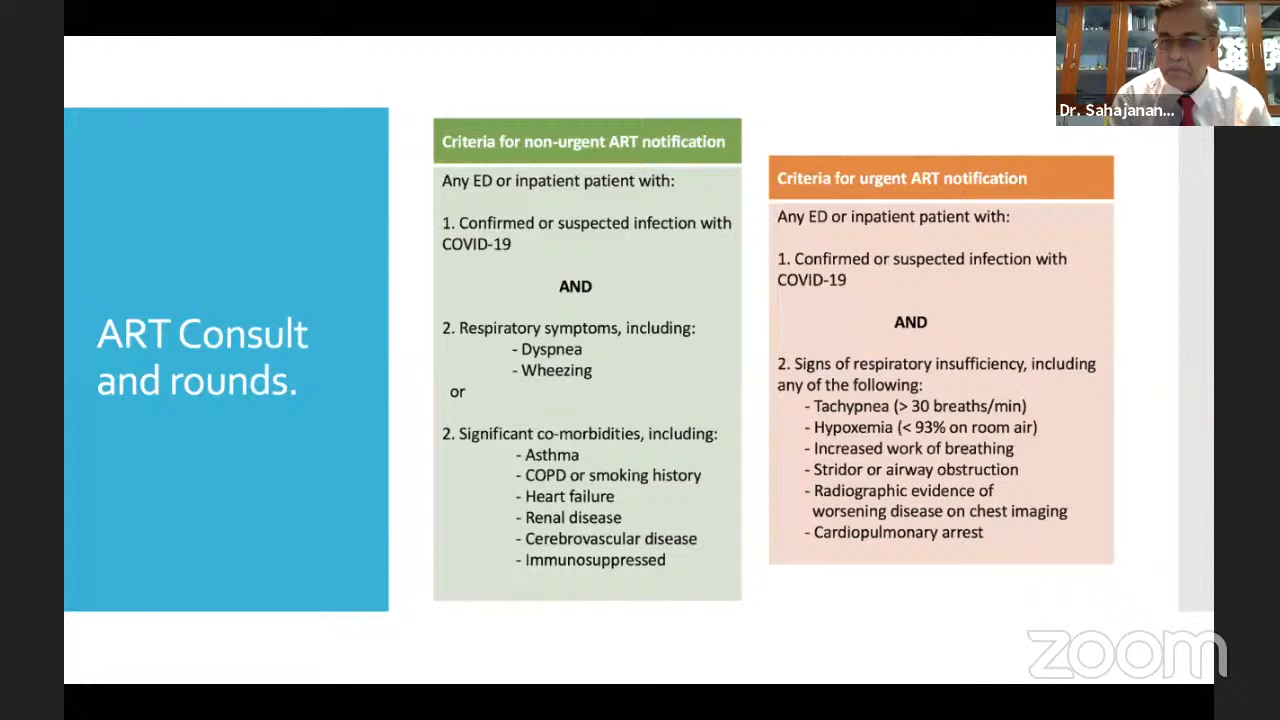 Dr. Sahajanan...
ART Consult
and rounds.
Criteria for non-urgent ART notification
Any ED or inpatient patient with:
1. Confirmed or suspected infection with
COVID-19
AND
2. Respiratory symptoms, including:
- Dyspnea
- Wheezing
or
2. Significant co-morbidities, including:
- Asthma
- COPD or smoking history
- Heart failure
- Renal disease
- Cerebrovascular disease
- Immunosuppressed
Criteria for urgent ART notification
Any ED or inpatient patient with:
1. Confirmed or suspected infection with
COVID-19
AND
2. Signs of respiratory insufficiency, including
any of the following:
- Tachypnea (> 30 breaths/min)
- Hypoxemia (< 93% on room air)
- Increased work of breathing
- Stridor or airway obstruction
- Radiographic evidence of
worsening disease on chest imaging
- Cardiopulmonary arrest
zoom